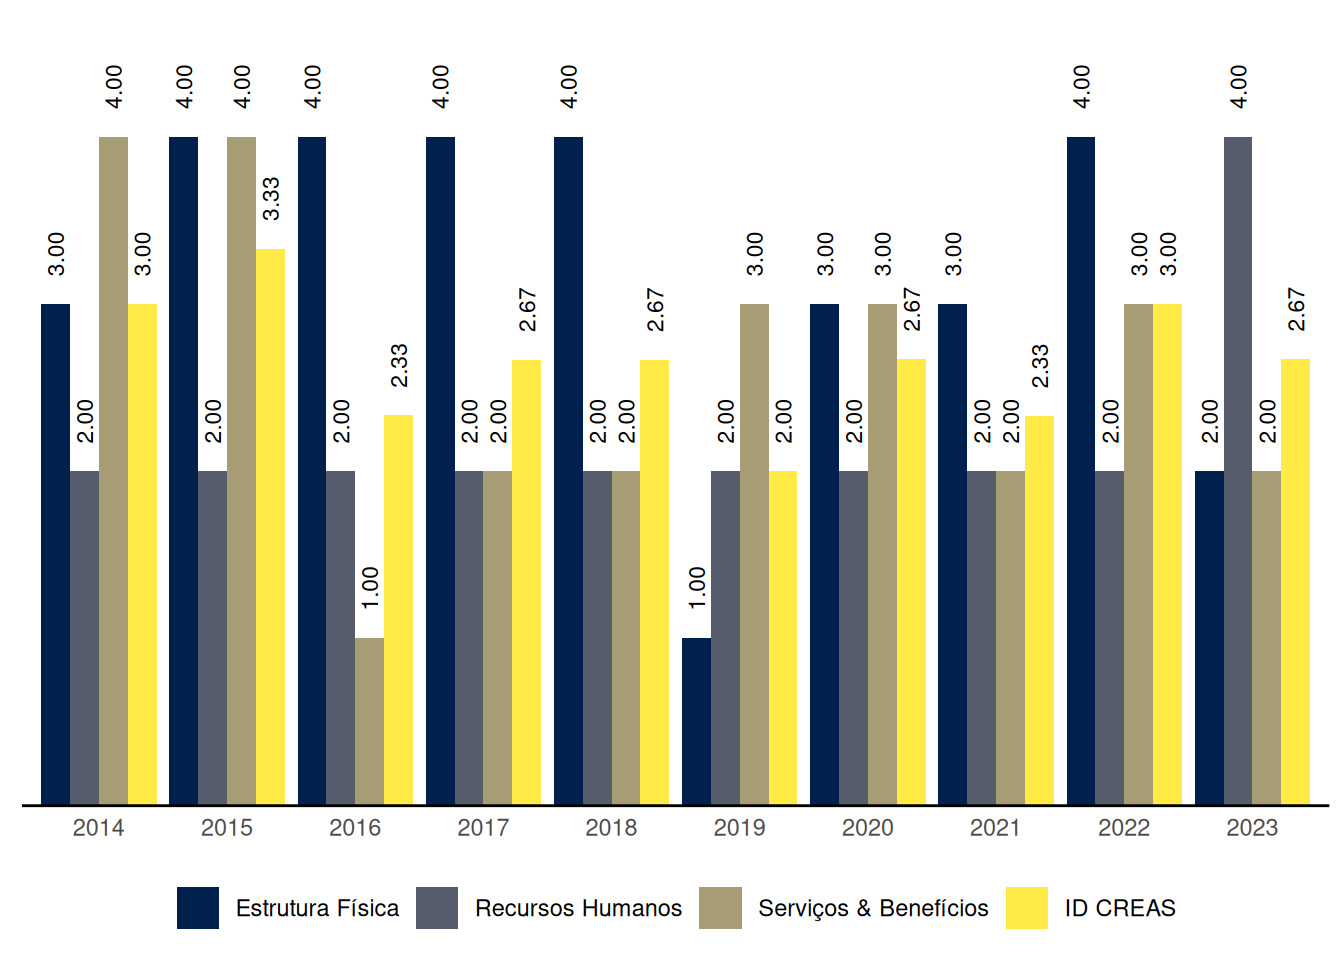 4.00 4.00 4.00 4.00 4.00 4.00 4.00 4.00
3.33
3.00 3.00 3.00 3.00 3.00 3.00 3.00 3.00
2.67 2.67 2.67 2.67
2.33 2.33
2.00 2.00 2.00 2.00 2.00 2.00 2.00 2.00 2.00 2.00 2.00 2.00 2.00 2.00 2.00
1.00 1.00
2014 2015 2016 2017 2018 2019 2020 2021 2022 2023
Estrutura Física Recursos Humanos Serviços & Benefícios ID CREAS